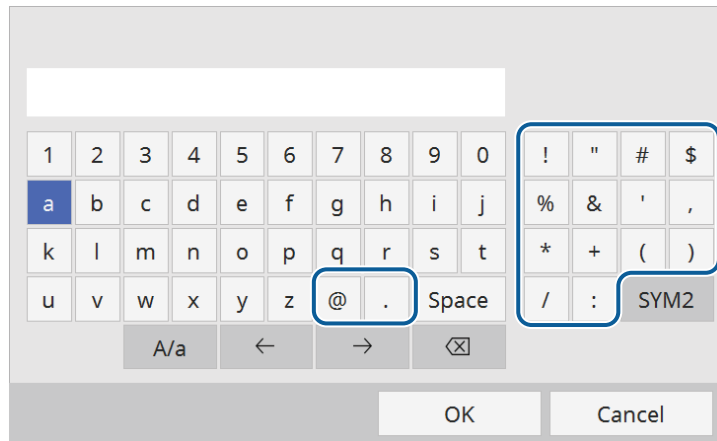 1 2 3 4 5 6 7 8 9 0 ! " # $
a b c d e f g h i j % & ' ,
k l m n o p q r s t * + ( )
u v w x y z @ . Space / : SYM2
A/a ← → ⌫
OK Cancel